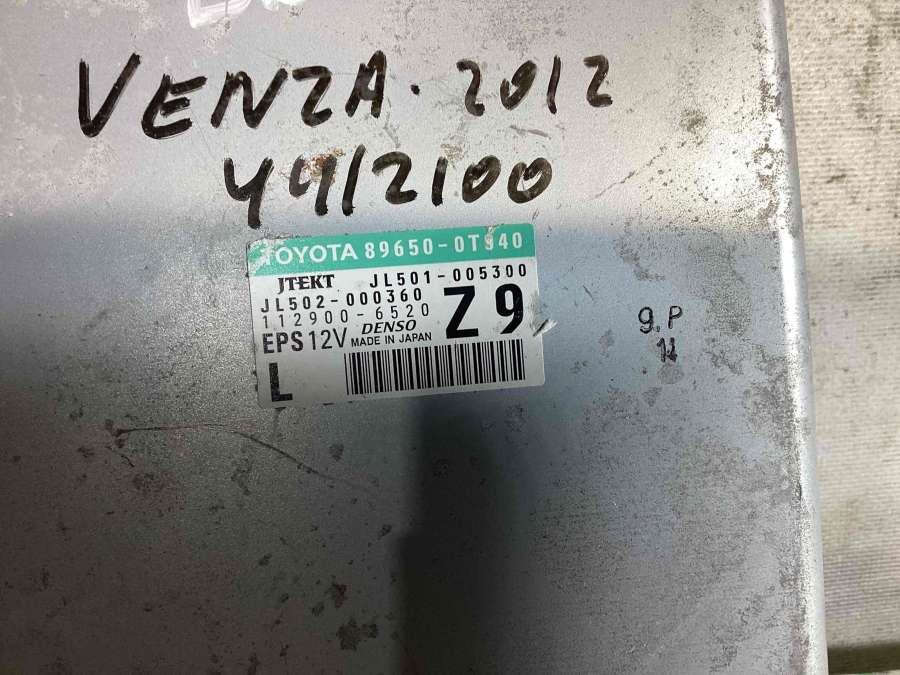 VENZA. 2012
44/2100
TOYOTA 89650-0T940
JTEKT JL501-005300
JL502-000360
112900-6520
Z9
EPS12V DENSO MADE IN JAPAN
L
9.P